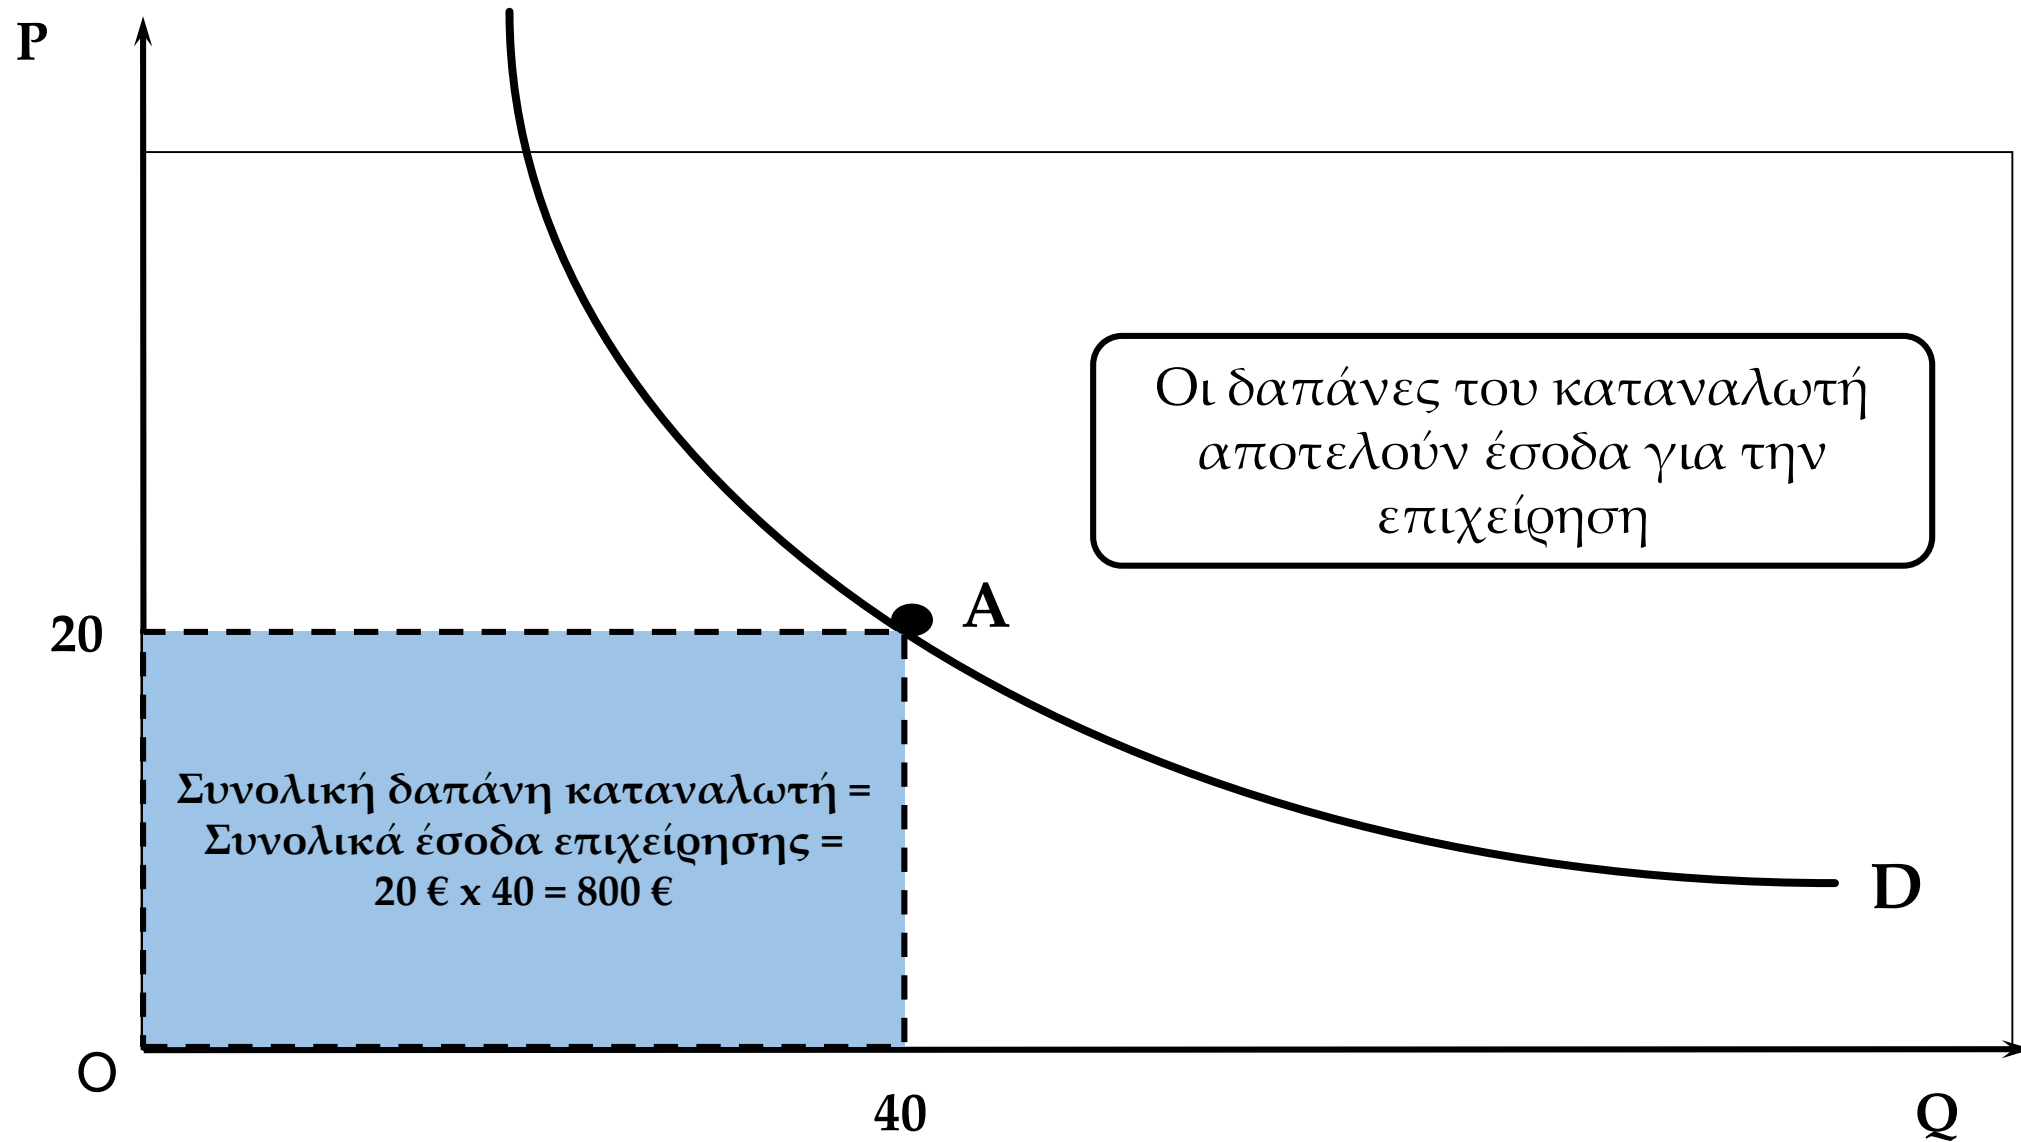 P
Οι δαπάνες του καταναλωτή
αποτελούν έσοδα για την
επιχείρηση
A
20
Συνολική δαπάνη καταναλωτή =
Συνολικά έσοδα επιχείρησης =
20 € x 40 = 800 €
D
O
40
Q